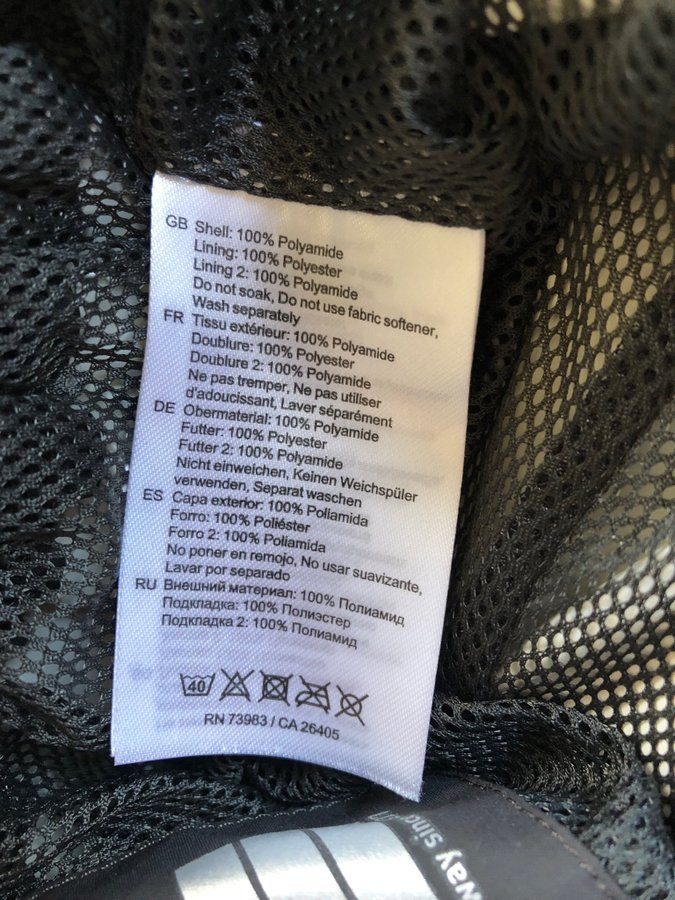 GB Shell: 100% Polyamide
Lining: 100% Polyester
Lining 2: 100% Polyamide
Do not soak, Do not use fabric softener,
Wash separately
FR Tissu extérieur: 100% Polyamide
Doublure: 100% Polyester
Doublure 2: 100% Polyamide
Ne pas tremper, Ne pas utiliser
d'adoucissant, Laver séparément
DE Obermaterial: 100% Polyamide
Futter: 100% Polyester
Futter 2: 100% Polyamide
Nicht einweichen, Keinen Weichspüler
verwenden, Separat waschen
ES Capa exterior: 100% Poliamida
Forro: 100% Poliéster
Forro 2: 100% Poliamida
No poner en remojo, No usar suavizante,
Lavar por separado
RU Внешний материал: 100% Полиамид
Подкладка: 100% Полиэстер
Подкладка 2: 100% Полиамид
40
RN 73983 / CA 26405
way